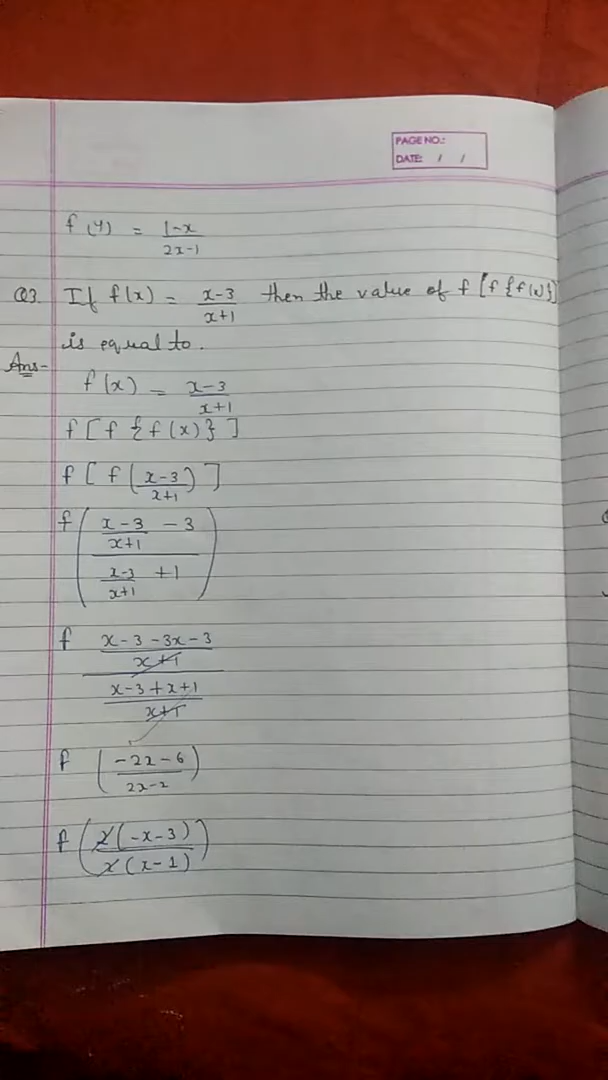 PAGE NO.:
DATE: / /
f(y) = 1-x / 2x-1
Q3. If f(x) = x-3 / x+1 then the value of f[f{f(x)}]
is equal to.
Ans- f(x) = x-3 / x+1
f[f{f(x)}]
f[f(x-3 / x+1)]
f( (x-3 / x+1 - 3) / (x-3 / x+1 + 1) )
f (x-3-3x-3 / x+1) / (x-3+x+1 / x+1)
f (-2x-6 / 2x-2)
f (2(-x-3) / 2(x-1))